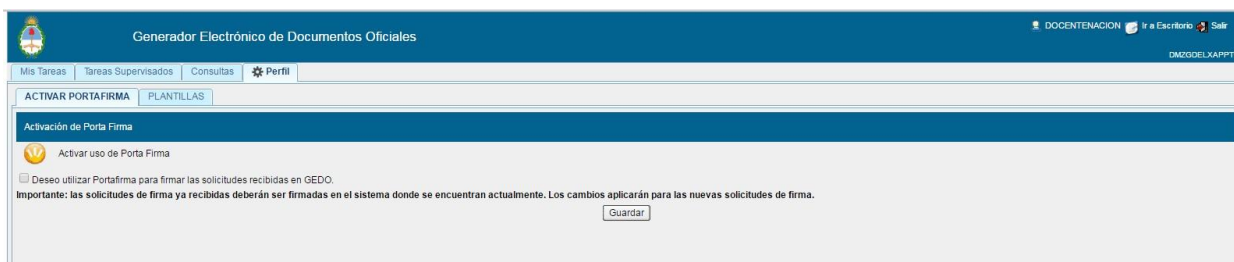 DOCENTENACION Ir a Escritorio Salir
Generador Electrónico de Documentos Oficiales
DMZGDELXAPPT
Mis Tareas Tareas Supervisados Consultas Perfil
ACTIVAR PORTAFIRMA PLANTILLAS
Activación de Porta Firma
Activar uso de Porta Firma
Deseo utilizar Portafirma para firmar las solicitudes recibidas en GEDO.
Importante: las solicitudes de firma ya recibidas deberán ser firmadas en el sistema donde se encuentran actualmente. Los cambios aplicarán para las nuevas solicitudes de firma.
Guardar